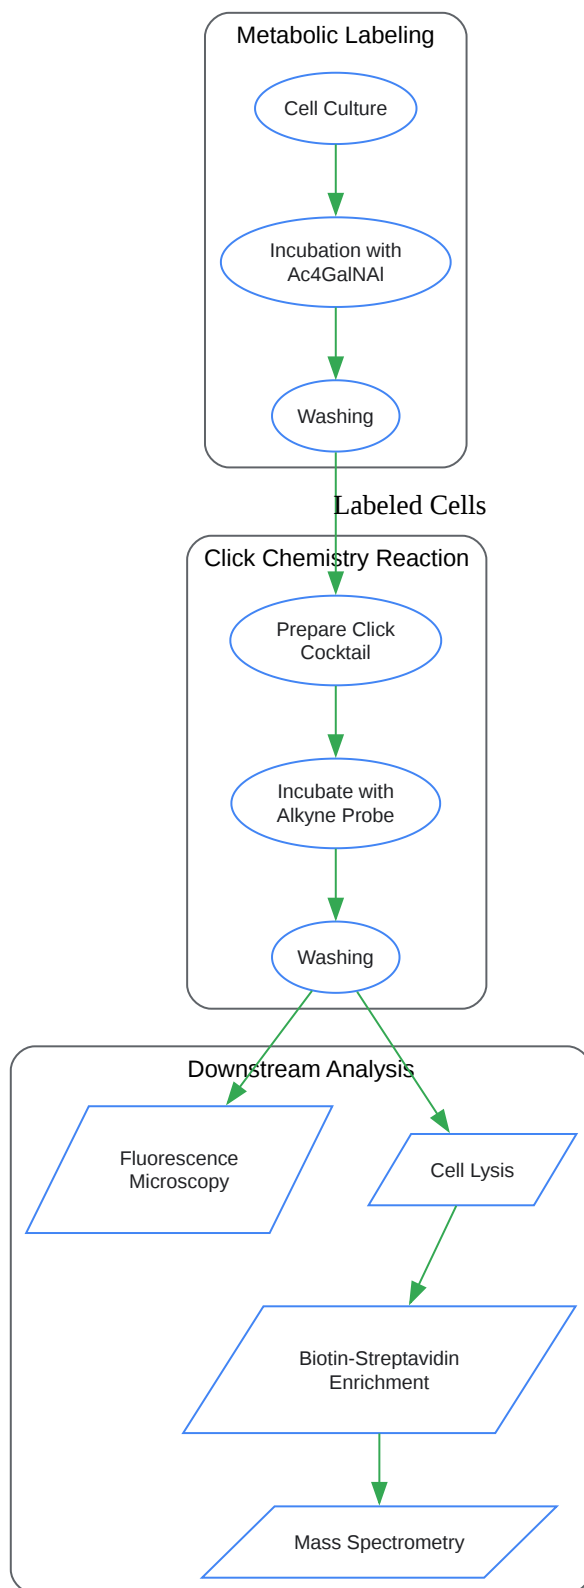 Metabolic Labeling
Cell Culture
Incubation with
Ac4GalNAl
Washing
Labeled Cells
Click Chemistry Reaction
Prepare Click
Cocktail
Incubate with
Alkyne Probe
Washing
Downstream Analysis
Fluorescence
Microscopy
Cell Lysis
Biotin-Streptavidin
Enrichment
Mass Spectrometry